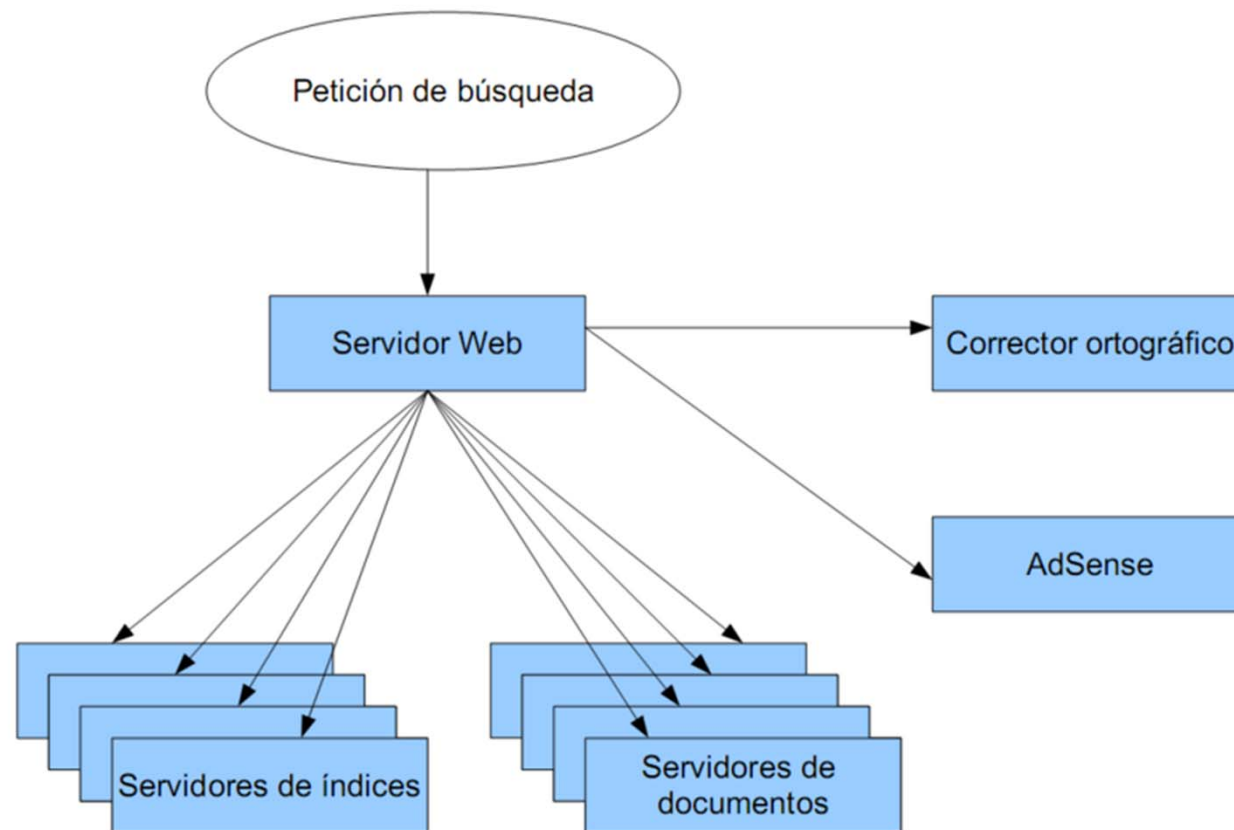 Petición de búsqueda
Servidor Web
Corrector ortográfico
AdSense
Servidores de índices
Servidores de
documentos